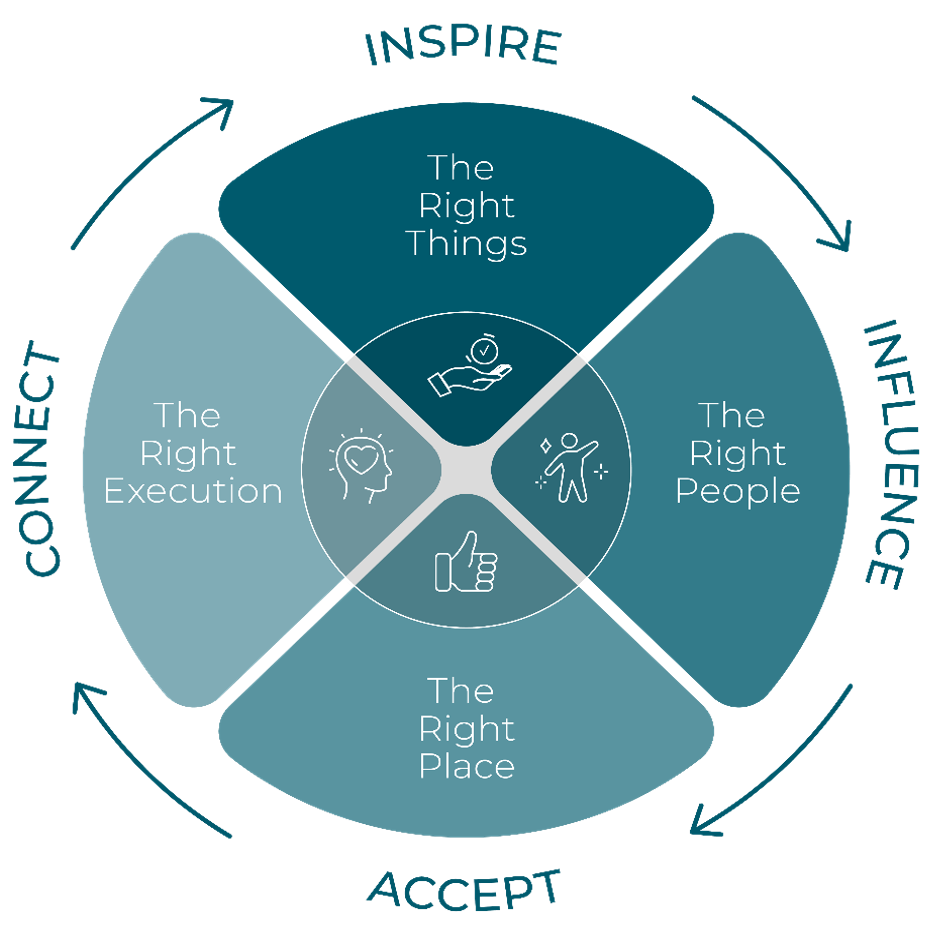 INSPIRE
The
Right
Things
INFLUENCE
The
Right
People
ACCEPT
The
Right
Place
CONNECT
The
Right
Execution